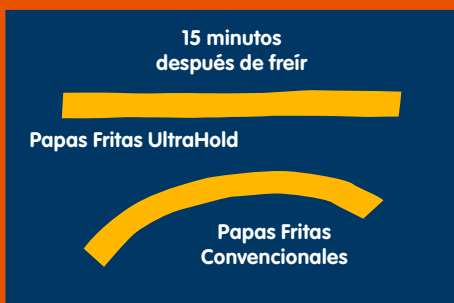 15 minutos
después de freír
Papas Fritas UltraHold
Papas Fritas
Convencionales